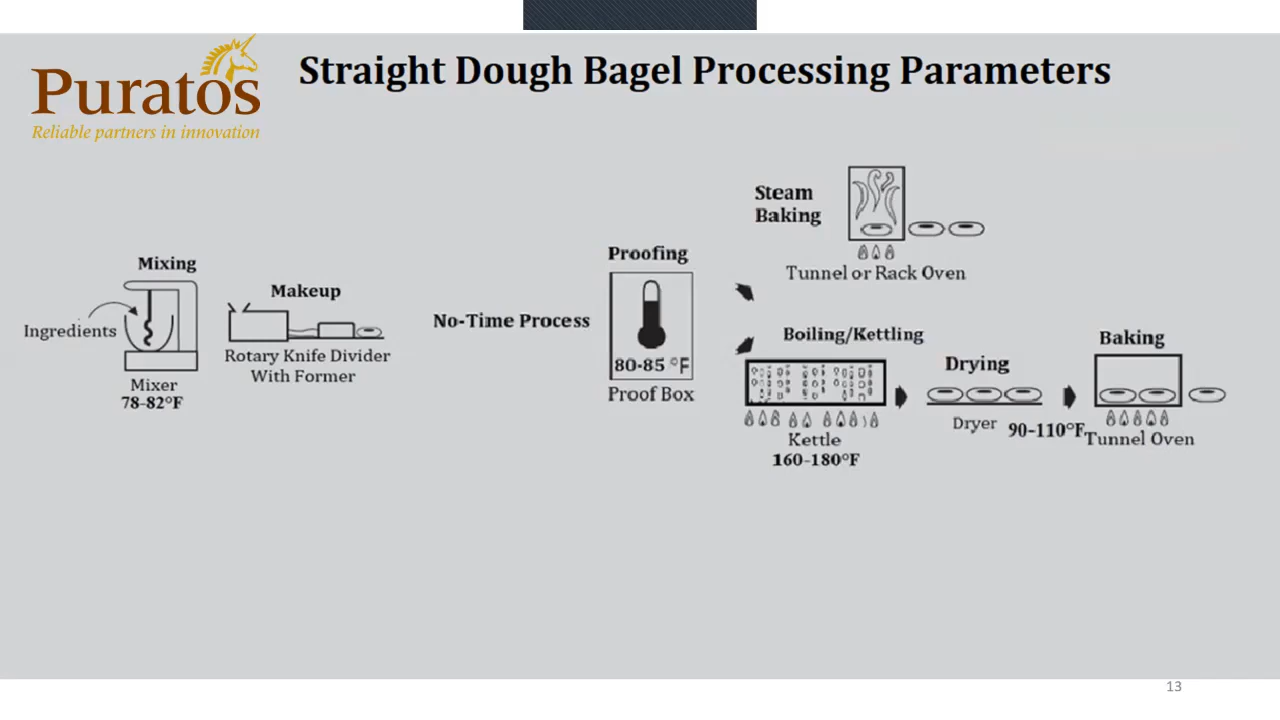 Puratos
Reliable partners in innovation
Straight Dough Bagel Processing Parameters
Mixing
Ingredients
Mixer
78-82°F
Makeup
Rotary Knife Divider
With Former
No-Time Process
Proofing
80-85 °F
Proof Box
Steam
Baking
Tunnel or Rack Oven
Boiling/Kettling
Kettle
160-180°F
Drying
Dryer
90-110°F
Baking
Tunnel Oven
13